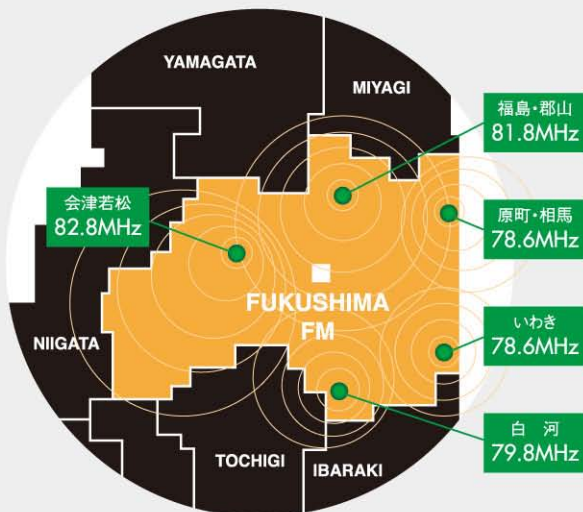 YAMAGATA
MIYAGI
福島・郡山
81.8MHz
会津若松
82.8MHz
原町・相馬
78.6MHz
FUKUSHIMA
FM
NIIGATA
いわき
78.6MHz
白　河
79.8MHz
TOCHIGI
IBARAKI